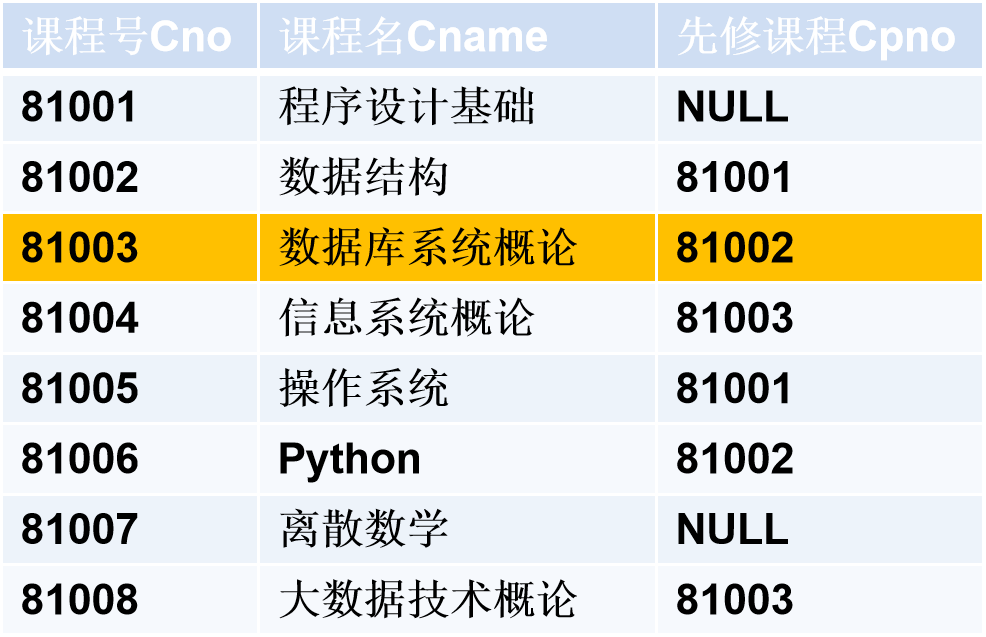 课程号Cno 课程名Cname 先修课程Cpno
81001 程序设计基础 NULL
81002 数据结构 81001
81003 数据库系统概论 81002
81004 信息系统概论 81003
81005 操作系统 81001
81006 Python 81002
81007 离散数学 NULL
81008 大数据技术概论 81003